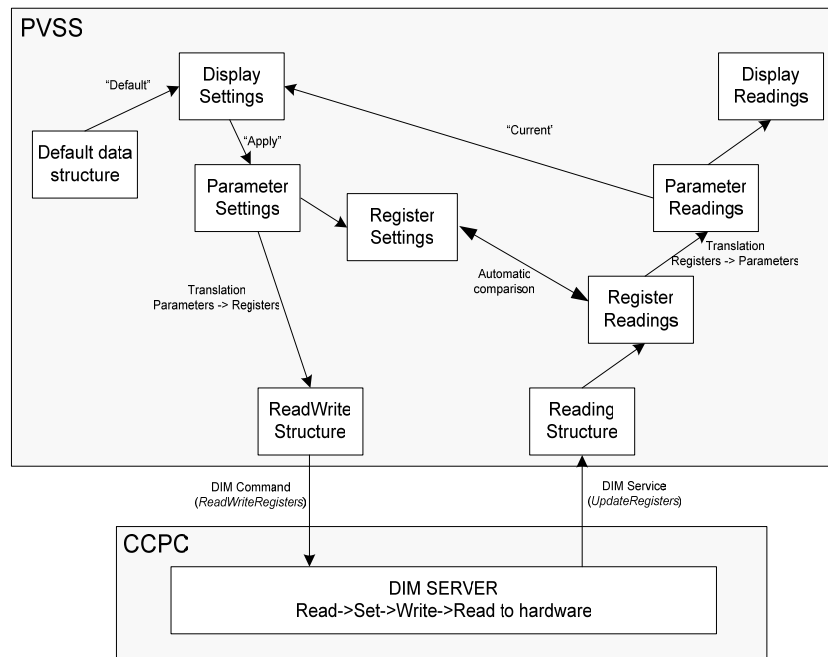 PVSS
Display
Settings
Display
Readings
“Default”
“Current’
Default data
structure
“Apply”
Parameter
Settings
Parameter
Readings
Register
Settings
Translation
Registers -> Parameters
Automatic
comparison
Register
Readings
Translation
Parameters -> Registers
ReadWrite
Structure
Reading
Structure
DIM Command
(ReadWriteRegisters)
DIM Service
(UpdateRegisters)
CCPC
DIM SERVER
Read->Set->Write->Read to hardware